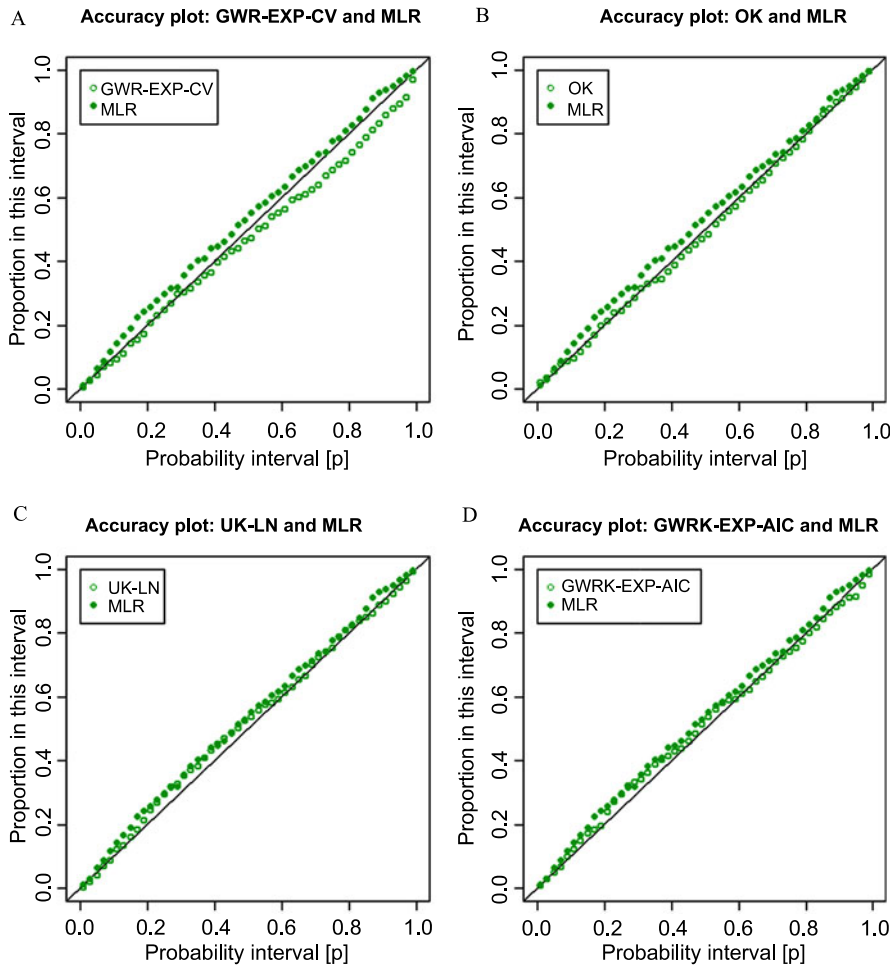 A
Accuracy plot: GWR-EXP-CV and MLR
GWR-EXP-CV
MLR
Proportion in this interval
0.0 0.2 0.4 0.6 0.8 1.0
0.0 0.2 0.4 0.6 0.8 1.0
Probability interval [p]
B
Accuracy plot: OK and MLR
OK
MLR
Proportion in this interval
0.0 0.2 0.4 0.6 0.8 1.0
0.0 0.2 0.4 0.6 0.8 1.0
Probability interval [p]
C
Accuracy plot: UK-LN and MLR
UK-LN
MLR
Proportion in this interval
0.0 0.2 0.4 0.6 0.8 1.0
0.0 0.2 0.4 0.6 0.8 1.0
Probability interval [p]
D
Accuracy plot: GWRK-EXP-AIC and MLR
GWRK-EXP-AIC
MLR
Proportion in this interval
0.0 0.2 0.4 0.6 0.8 1.0
0.0 0.2 0.4 0.6 0.8 1.0
Probability interval [p]